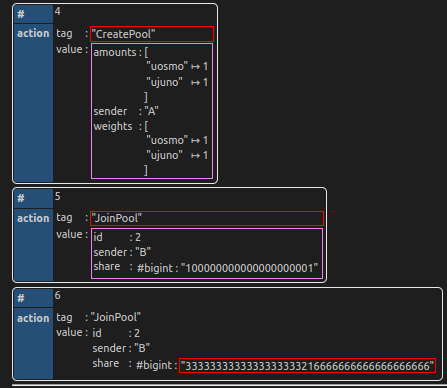 # 4
action tag : "CreatePool"
value : amounts : [
"uosmo" ↦ 1
"ujuno" ↦ 1
]
sender : "A"
weights : [
"uosmo" ↦ 1
"ujuno" ↦ 1
]
# 5
action tag : "JoinPool"
value : id : 2
sender : "B"
share : #bigint : "100000000000000000001"
# 6
action tag : "JoinPool"
value : id : 2
sender : "B"
share : #bigint : "33333333333333333333216666666666666666666"